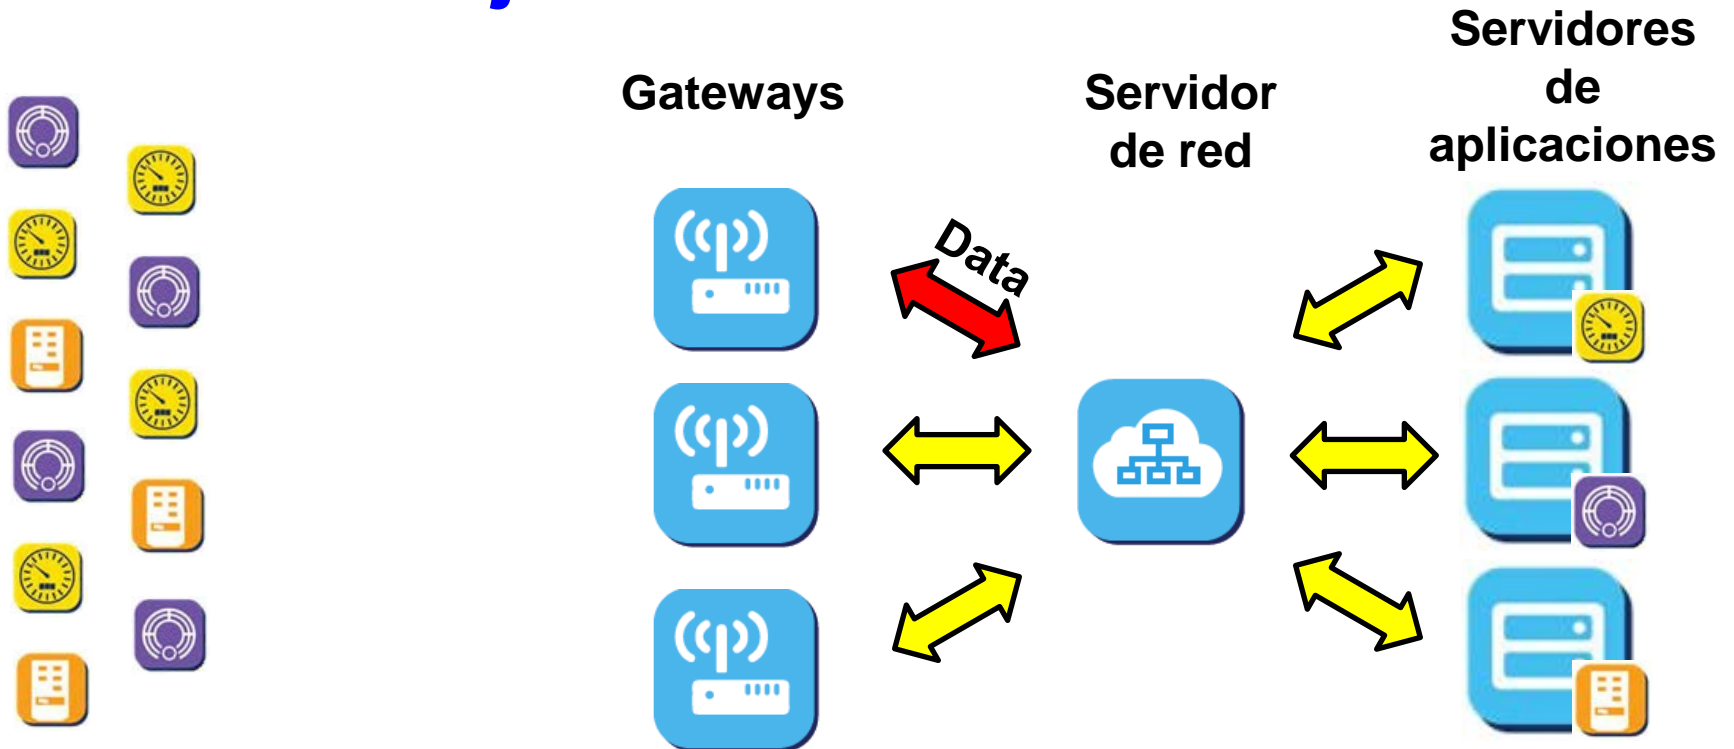 Gateways
Servidor
de red
Servidores
de
aplicaciones
Data